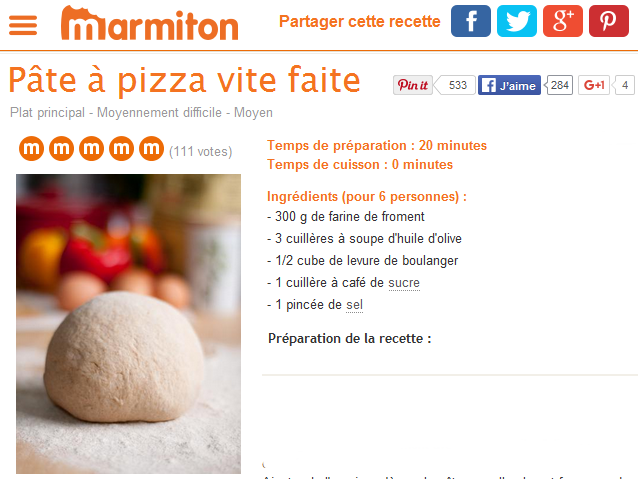 marmiton
Partager cette recette
Pâte à pizza vite faite
Pin it 533 J'aime 284 G+1 4
Plat principal - Moyennement difficile - Moyen
m m m m m (111 votes)
Temps de préparation : 20 minutes
Temps de cuisson : 0 minutes
Ingrédients (pour 6 personnes) :
- 300 g de farine de froment
- 3 cuillères à soupe d'huile d'olive
- 1/2 cube de levure de boulanger
- 1 cuillère à café de sucre
- 1 pincée de sel
Préparation de la recette :